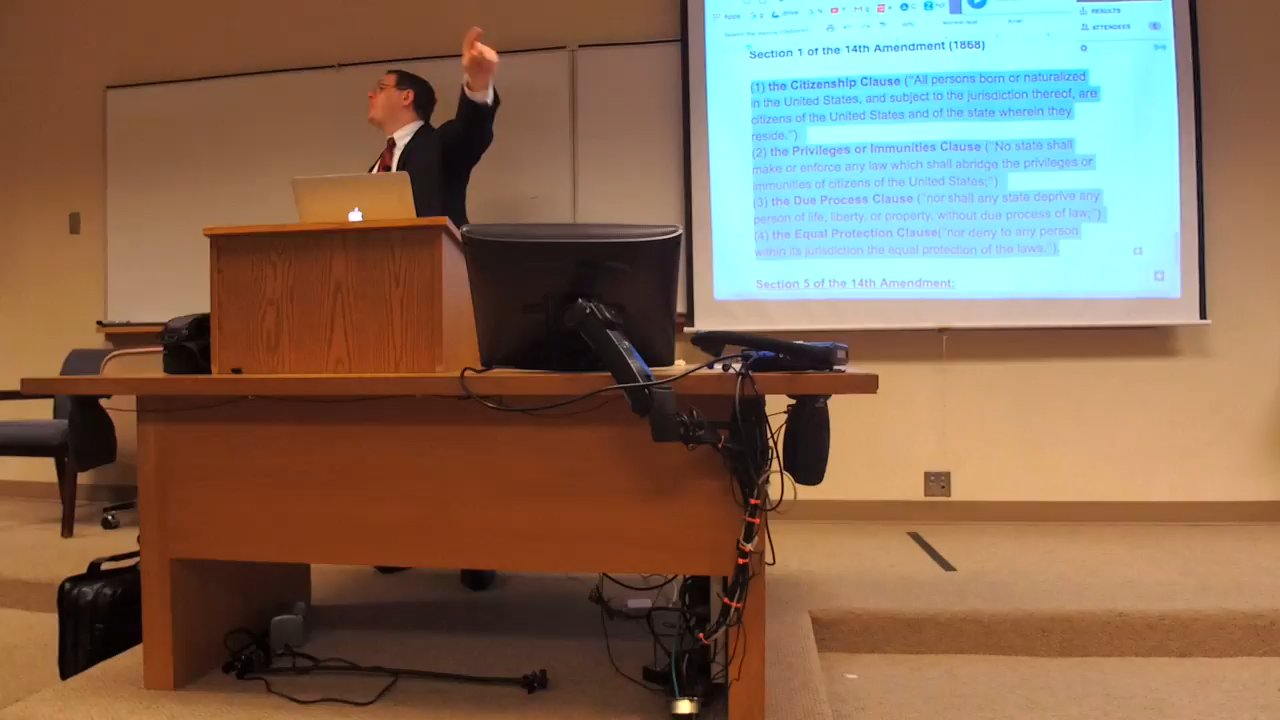 Apps
drive
RESULTS
ATTENDEES
Normal text
Arial
Section 1 of the 14th Amendment (1868)
(1) the Citizenship Clause ("All persons born or naturalized
in the United States, and subject to the jurisdiction thereof, are
citizens of the United States and of the state wherein they
reside.")
(2) the Privileges or Immunities Clause ("No state shall
make or enforce any law which shall abridge the privileges or
immunities of citizens of the United States;")
(3) the Due Process Clause ("nor shall any state deprive any
person of life, liberty, or property, without due process of law;")
(4) the Equal Protection Clause("nor deny to any person
within its jurisdiction the equal protection of the laws.").
Section 5 of the 14th Amendment: